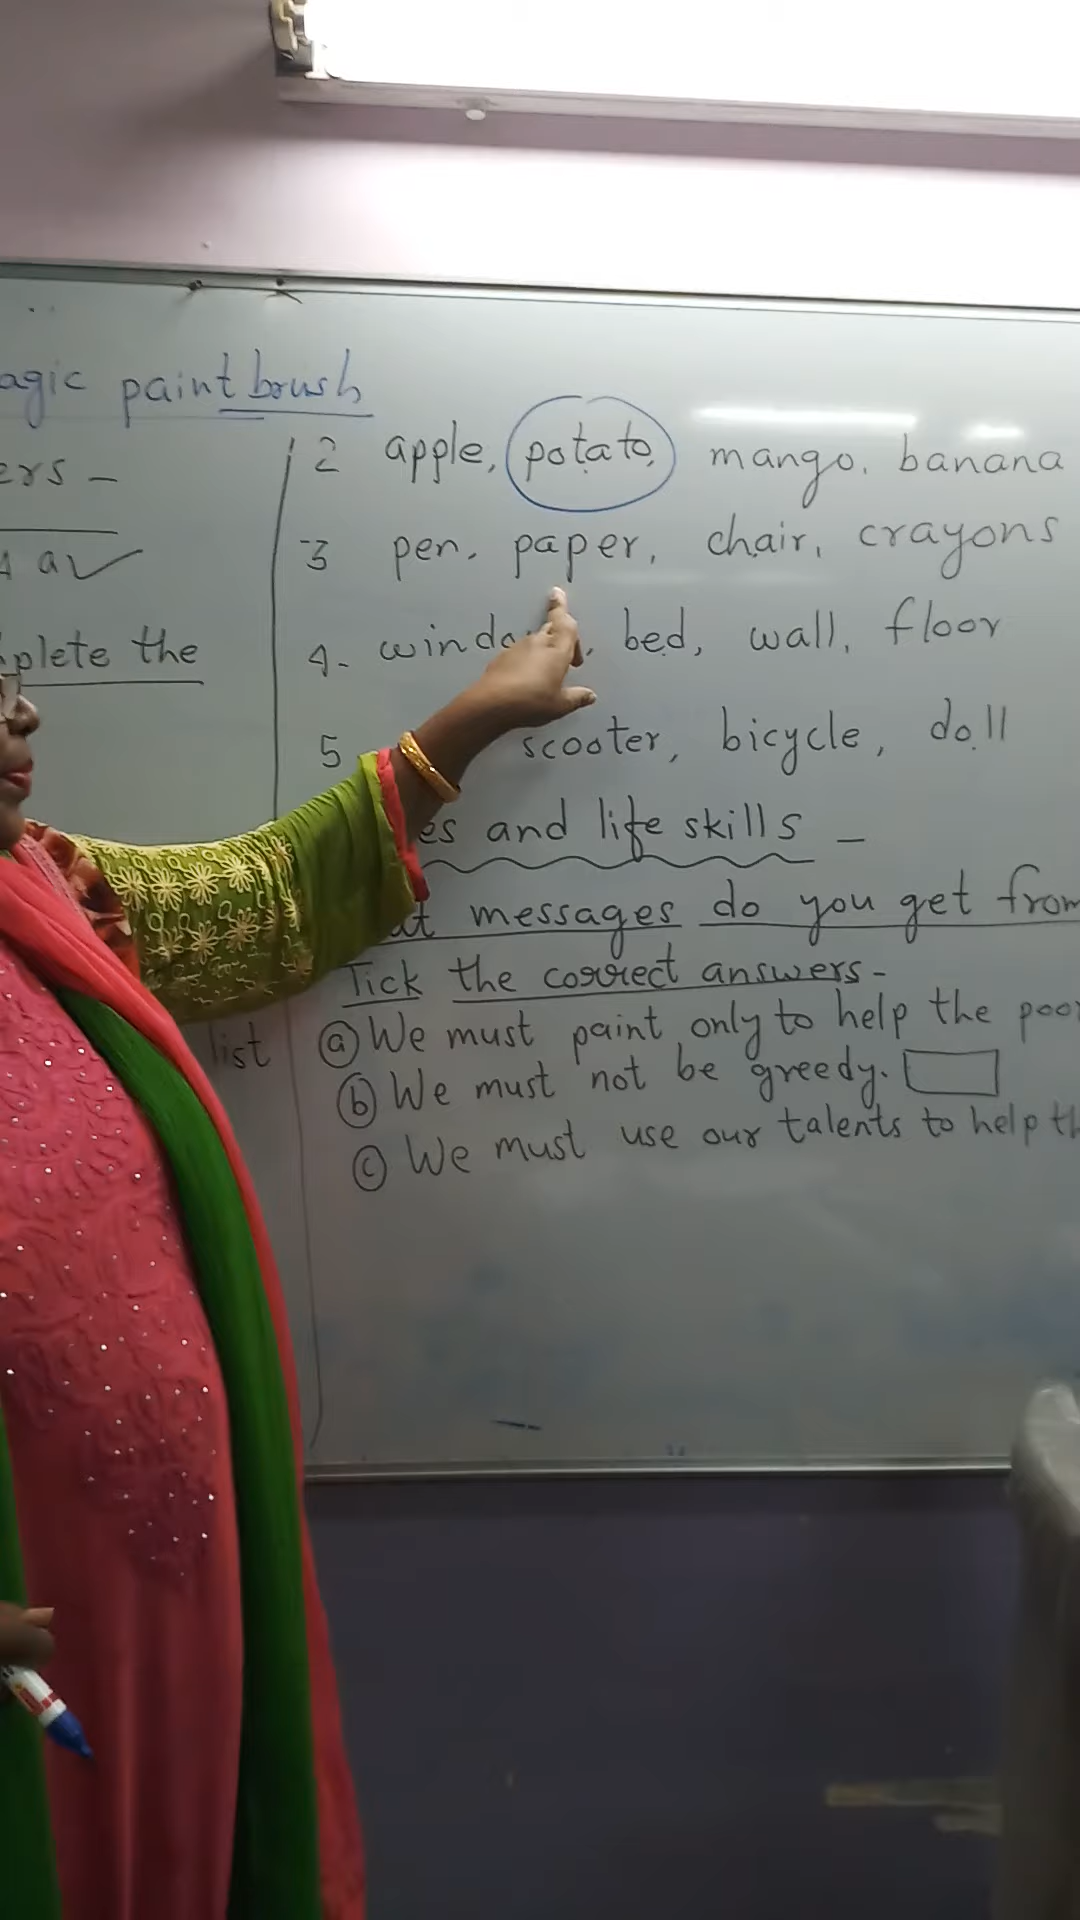 agic paintbrush
ers -
a ✓
plete the
list
2 apple, potato, mango, banana
3 pen, paper, chair, crayons
4. windo , bed, wall, floor
5 scooter, bicycle, doll
es and life skills -
at messages do you get from
Tick the correct answers -
(a) We must paint only to help the poor
(b) We must not be greedy.
(c) We must use our talents to help th